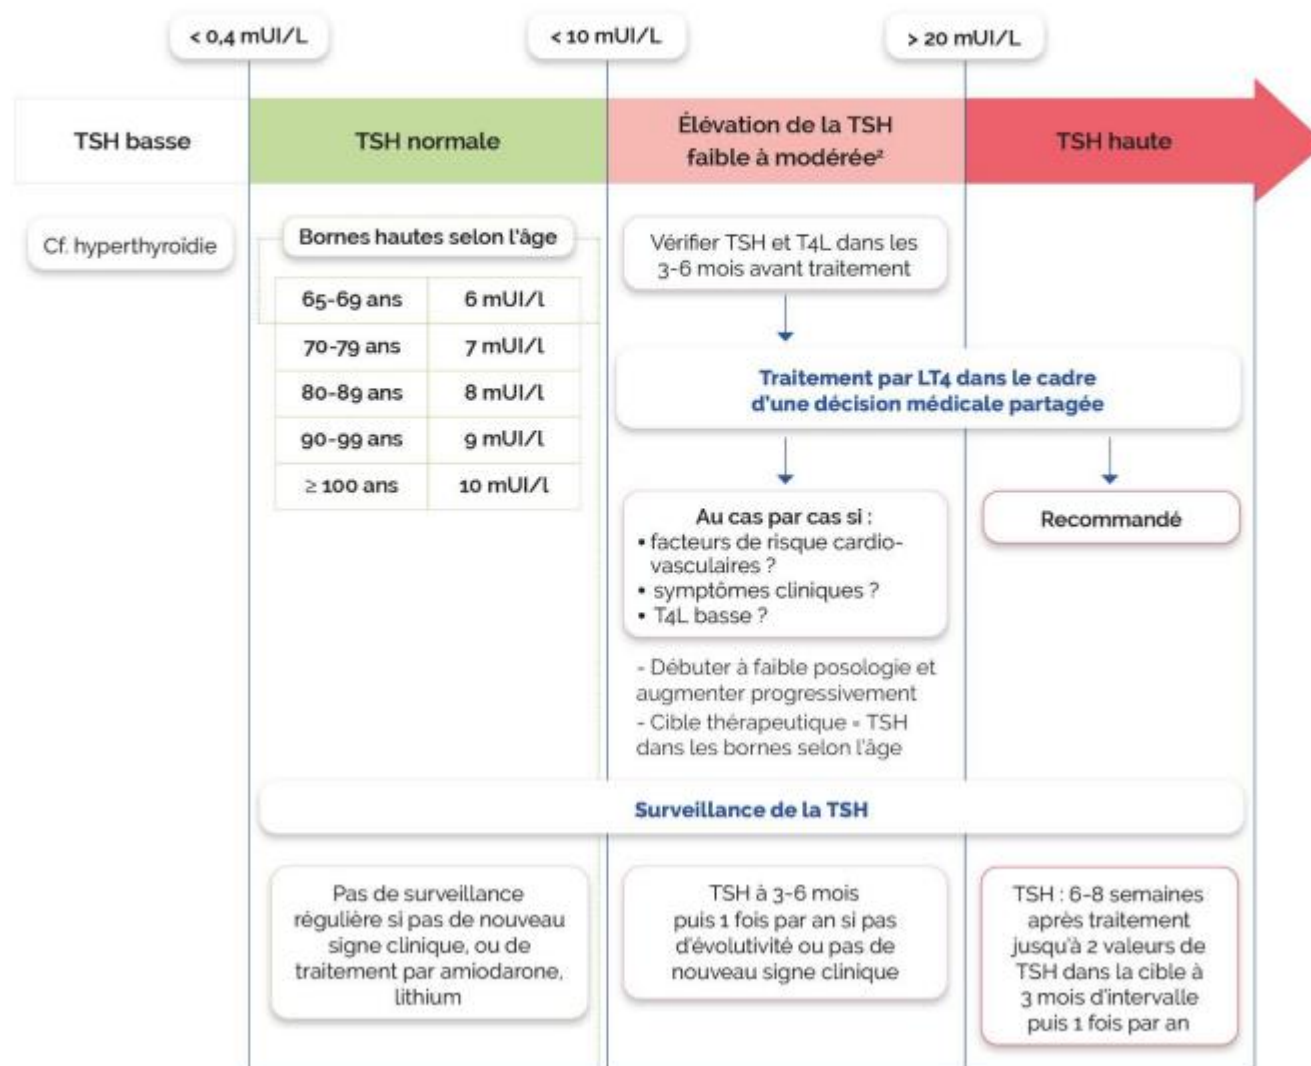 < 0,4 mUI/L
< 10 mUI/L
> 20 mUI/L
TSH basse
TSH normale
Élévation de la TSH
faible à modérée²
TSH haute
Cf. hyperthyroïdie
Bornes hautes selon l'âge
65-69 ans 6 mUI/l
70-79 ans 7 mUI/l
80-89 ans 8 mUI/l
90-99 ans 9 mUI/l
≥ 100 ans 10 mUI/l
Vérifier TSH et T4L dans les
3-6 mois avant traitement
Traitement par LT4 dans le cadre
d'une décision médicale partagée
Au cas par cas si :
• facteurs de risque cardio-
vasculaires ?
• symptômes cliniques ?
• T4L basse ?
Recommandé
- Débuter à faible posologie et
augmenter progressivement
- Cible thérapeutique = TSH
dans les bornes selon l'âge
Surveillance de la TSH
Pas de surveillance
régulière si pas de nouveau
signe clinique, ou de
traitement par amiodarone,
lithium
TSH à 3-6 mois
puis 1 fois par an si pas
d'évolutivité ou pas de
nouveau signe clinique
TSH : 6-8 semaines
après traitement
jusqu'à 2 valeurs de
TSH dans la cible à
3 mois d'intervalle
puis 1 fois par an